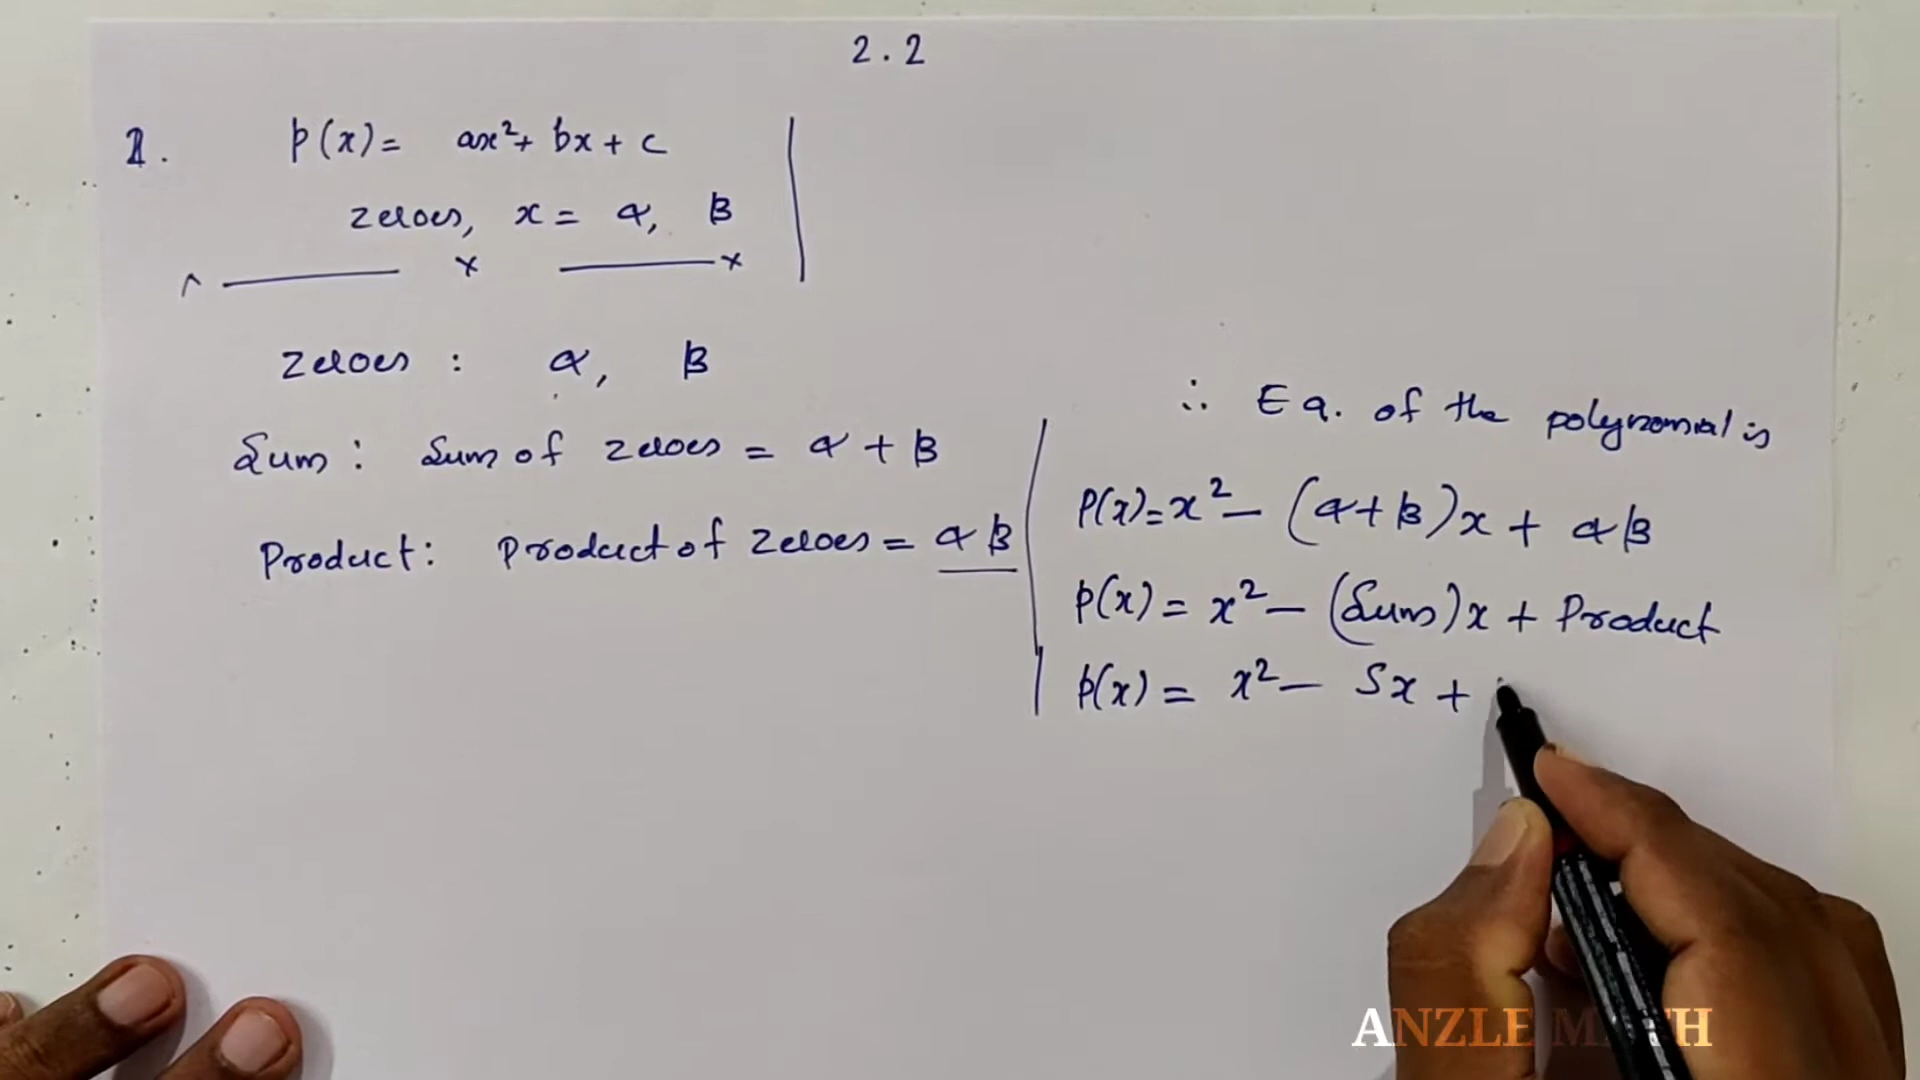 2.2
1. p(x) = ax² + bx + c
zeroes, x = α, β
zeroes : α, β
Sum : Sum of zeroes = α + β
Product : Product of zeroes = αβ
∴ Eq. of the polynomial is
P(x) = x² - (α+β)x + αβ
p(x) = x² - (Sum)x + Product
p(x) = x² - Sx +
ANZLE MATH